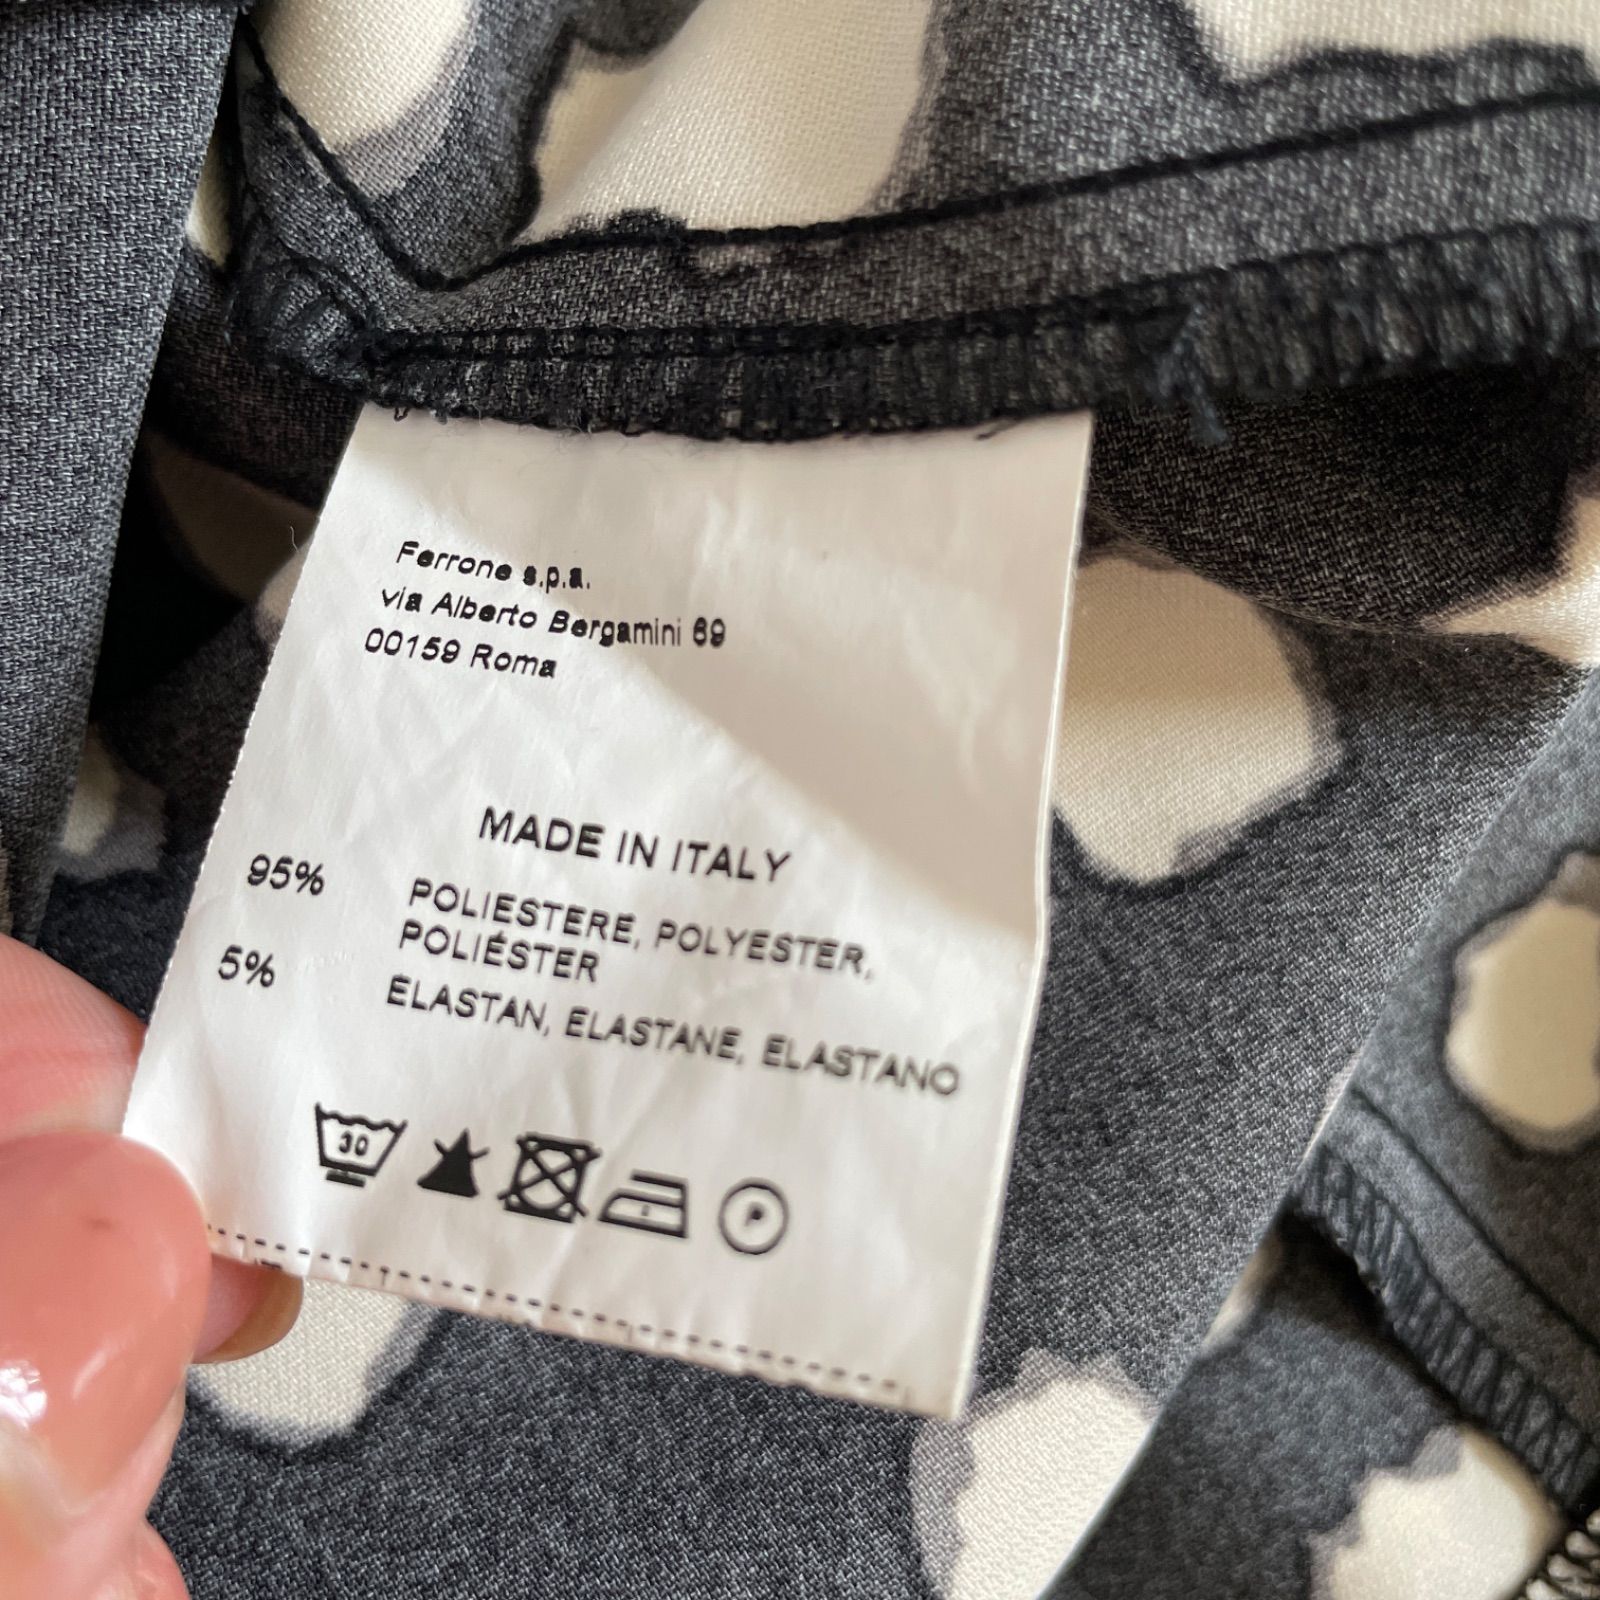 Ferrone s.p.a.
via Alberto Bergamini 69
00159 Roma
MADE IN ITALY
95% POLIESTERE, POLYESTER,
POLIÉSTER
5% ELASTAN, ELASTANE, ELASTANO
30
P